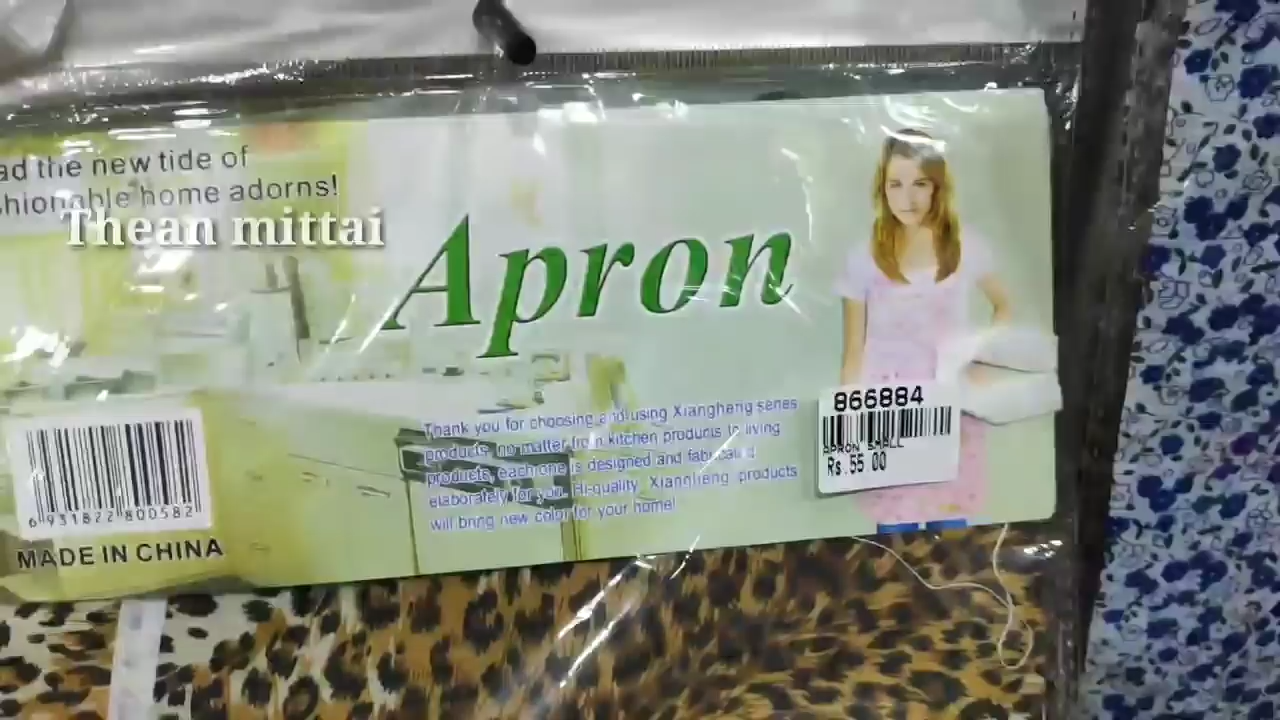 ad the new tide of
shionable home adorns!
Thean mittai
Apron
Thank you for choosing and using Xiangheng series
products, no matter from kitchen products to living
products, each one is designed and fabricated
elaborately for you. Hi-quality Xiangheng products
will bring new color for your home!
866884
APRON SMALL
Rs.55 00
6 931822 800582
MADE IN CHINA